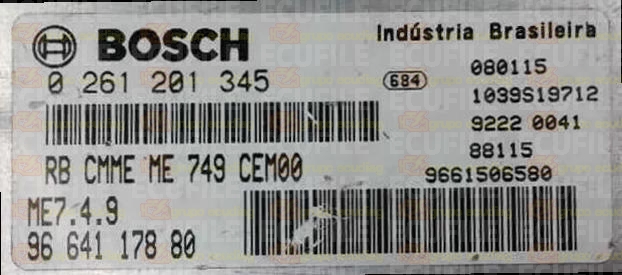 BOSCH
Indústria Brasileira
0 261 201 345
684
080115
1039S19712
9222 0041
88115
RB CMME ME 749 CEM00
9661506580
ME7.4.9
96 641 178 80
ECUFILE